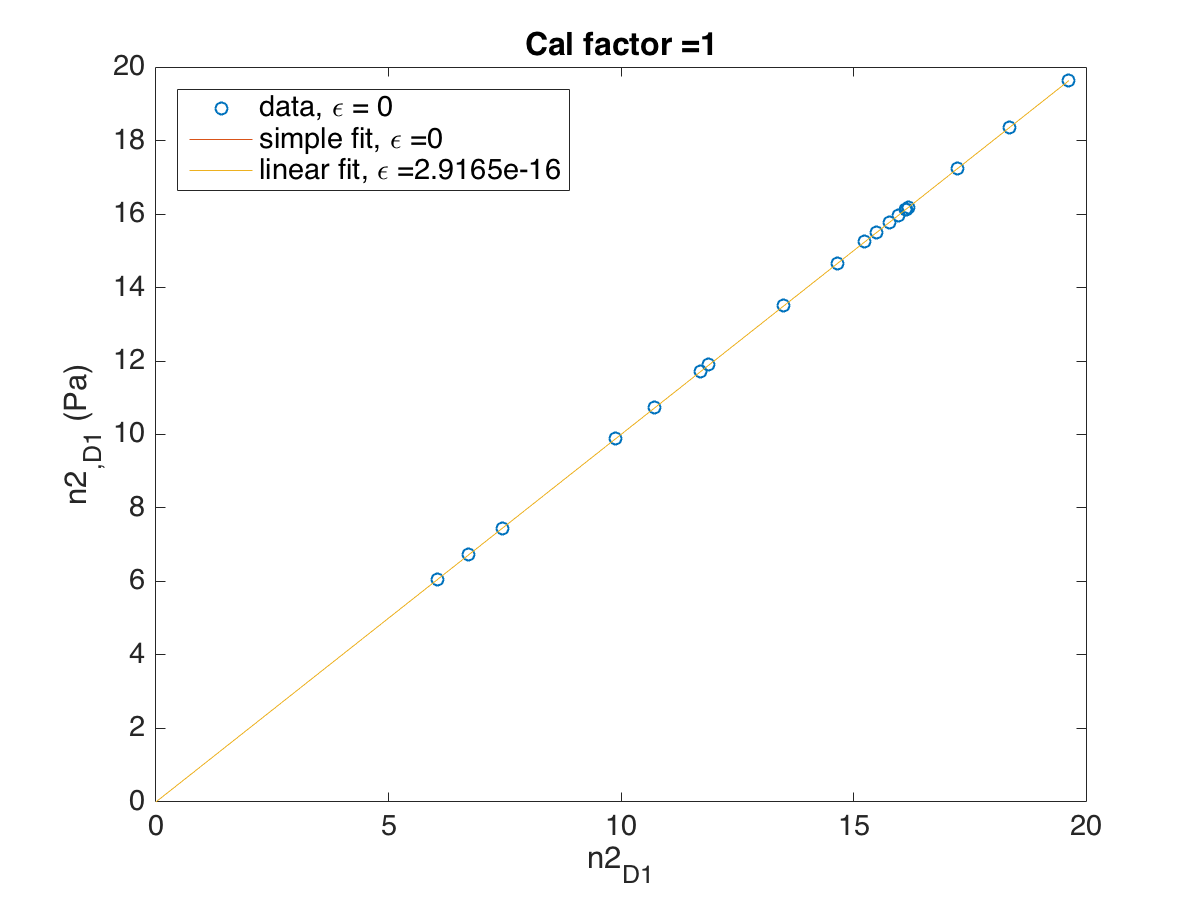 Cal factor =1
data, ϵ = 0
simple fit, ϵ =0
linear fit, ϵ =2.9165e-16
20
18
16
14
12
10
8
6
4
2
0
n2,D1 (Pa)
0 5 10 15 20
n2D1